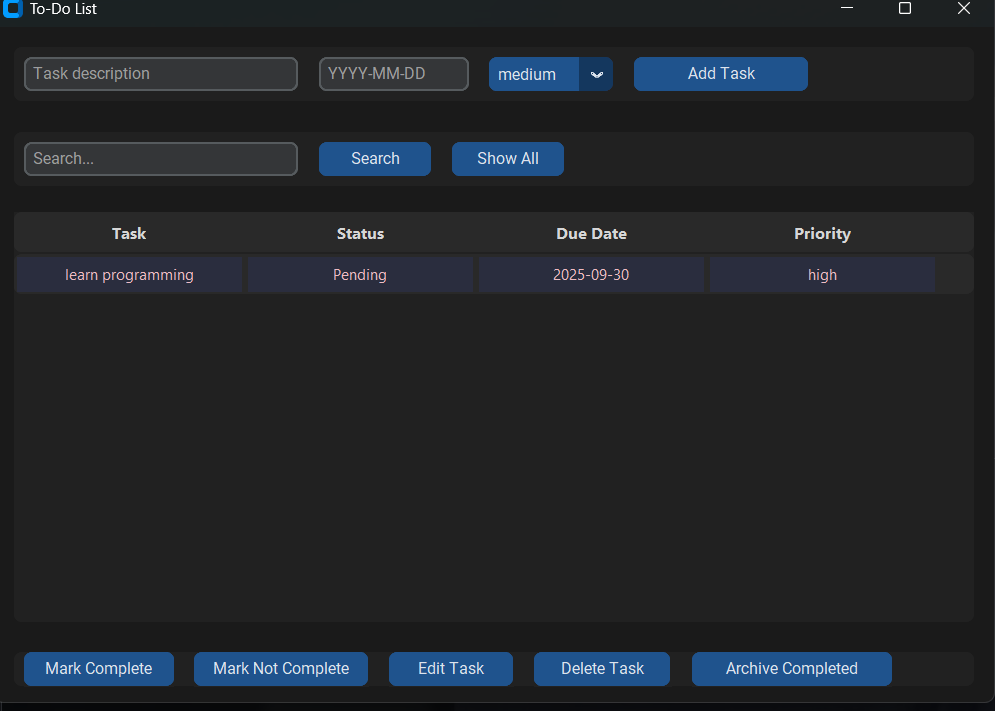 To-Do List
Task description YYYY-MM-DD medium Add Task
Search... Search Show All
Task Status Due Date Priority
learn programming Pending 2025-09-30 high
Mark Complete Mark Not Complete Edit Task Delete Task Archive Completed